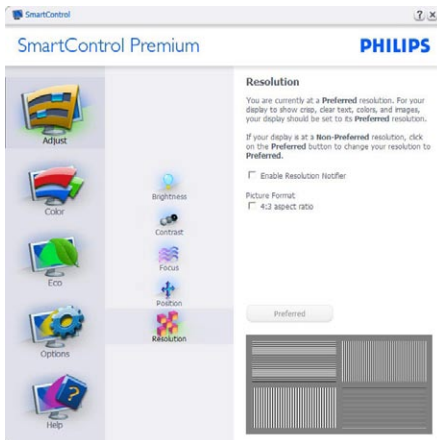 SmartControl
SmartControl Premium
PHILIPS
Adjust
Color
Eco
Options
Help
Brightness
Contrast
Focus
Position
Resolution
Resolution
You are currently at a Preferred resolution. For your
display to show crisp, clear text, colors, and images,
your display should be set to its Preferred resolution.
If your display is at a Non-Preferred resolution, click
on the Preferred button to change your resolution to
Preferred.
Enable Resolution Notifier
Picture Format
4:3 aspect ratio
Preferred